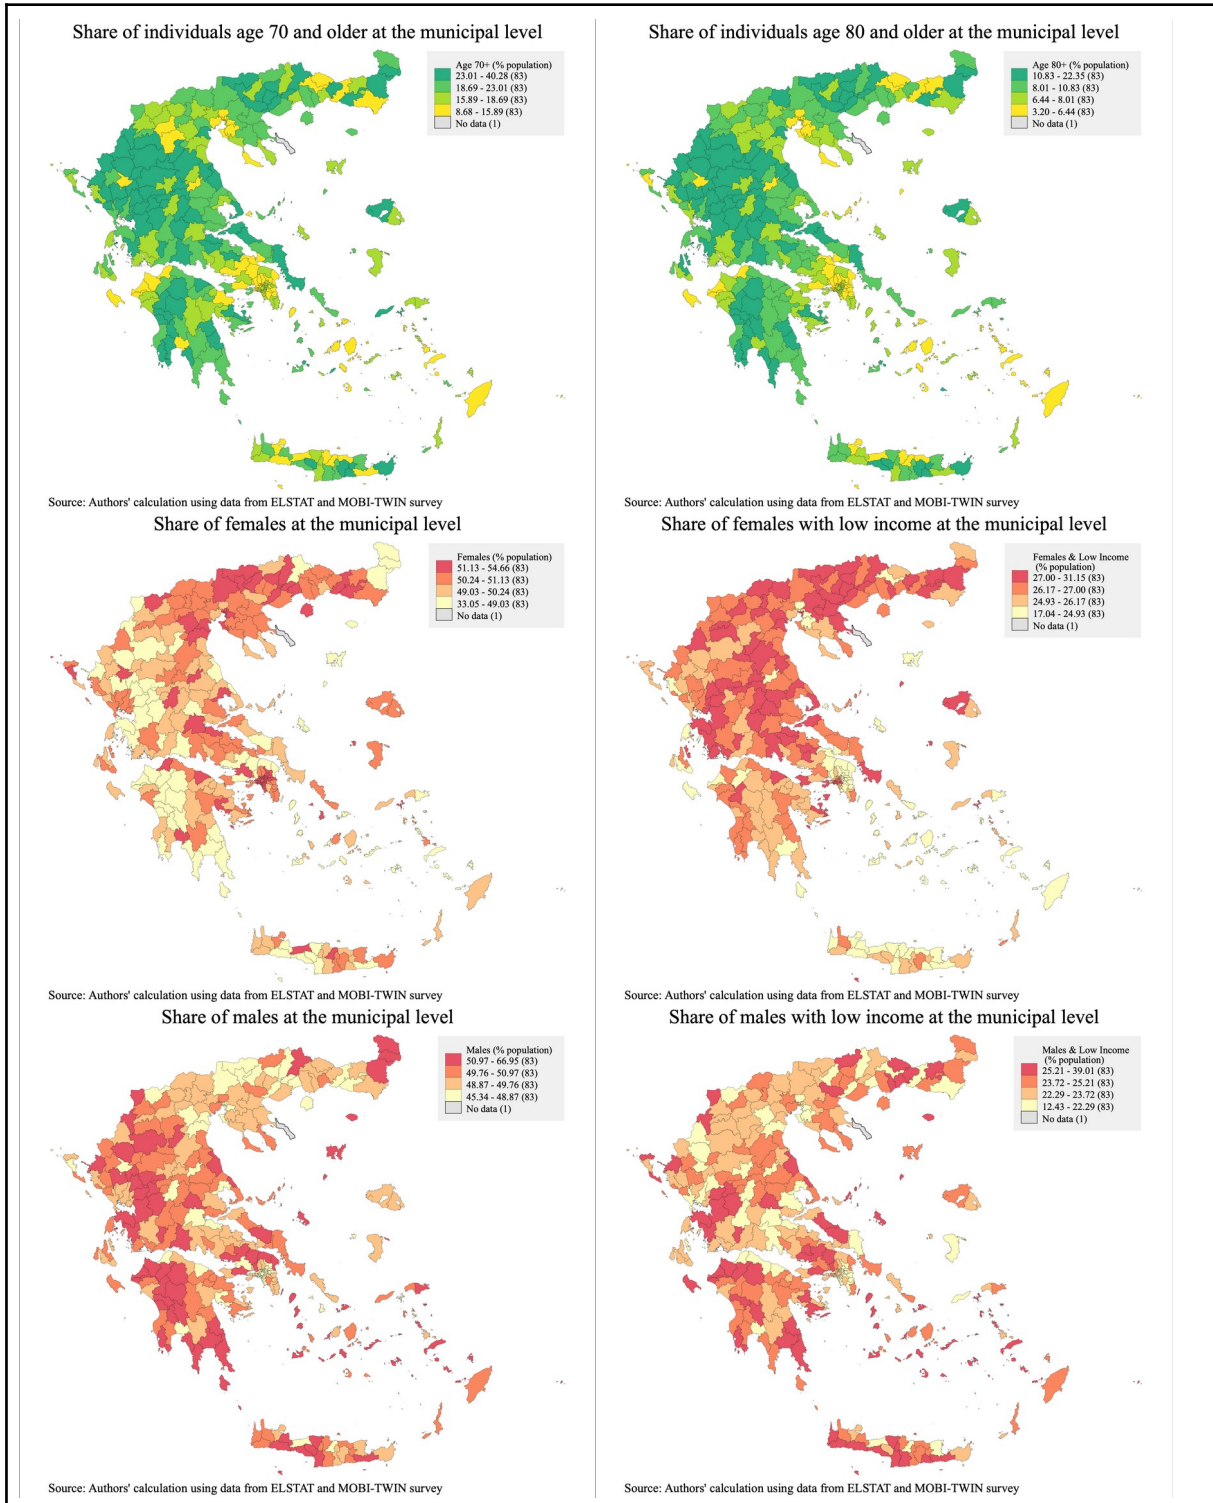 Share of individuals age 70 and older at the municipal level
Age 70+ (% population)
23.01 - 40.28 (83)
18.69 - 23.01 (83)
15.89 - 18.69 (83)
8.68 - 15.89 (83)
No data (1)
Source: Authors' calculation using data from ELSTAT and MOBI-TWIN survey
Share of individuals age 80 and older at the municipal level
Age 80+ (% population)
10.83 - 22.35 (83)
8.01 - 10.83 (83)
6.44 - 8.01 (83)
3.20 - 6.44 (83)
No data (1)
Source: Authors' calculation using data from ELSTAT and MOBI-TWIN survey
Share of females at the municipal level
Females (% population)
51.13 - 54.66 (83)
50.24 - 51.13 (83)
49.03 - 50.24 (83)
33.05 - 49.03 (83)
No data (1)
Source: Authors' calculation using data from ELSTAT and MOBI-TWIN survey
Share of females with low income at the municipal level
Females & Low Income
(% population)
27.00 - 31.15 (83)
26.17 - 27.00 (83)
24.93 - 26.17 (83)
17.04 - 24.93 (83)
No data (1)
Source: Authors' calculation using data from ELSTAT and MOBI-TWIN survey
Share of males at the municipal level
Males (% population)
50.97 - 66.95 (83)
49.76 - 50.97 (83)
48.87 - 49.76 (83)
45.34 - 48.87 (83)
No data (1)
Source: Authors' calculation using data from ELSTAT and MOBI-TWIN survey
Share of males with low income at the municipal level
Males & Low Income
(% population)
25.21 - 39.01 (83)
23.72 - 25.21 (83)
22.29 - 23.72 (83)
12.43 - 22.29 (83)
No data (1)
Source: Authors' calculation using data from ELSTAT and MOBI-TWIN survey